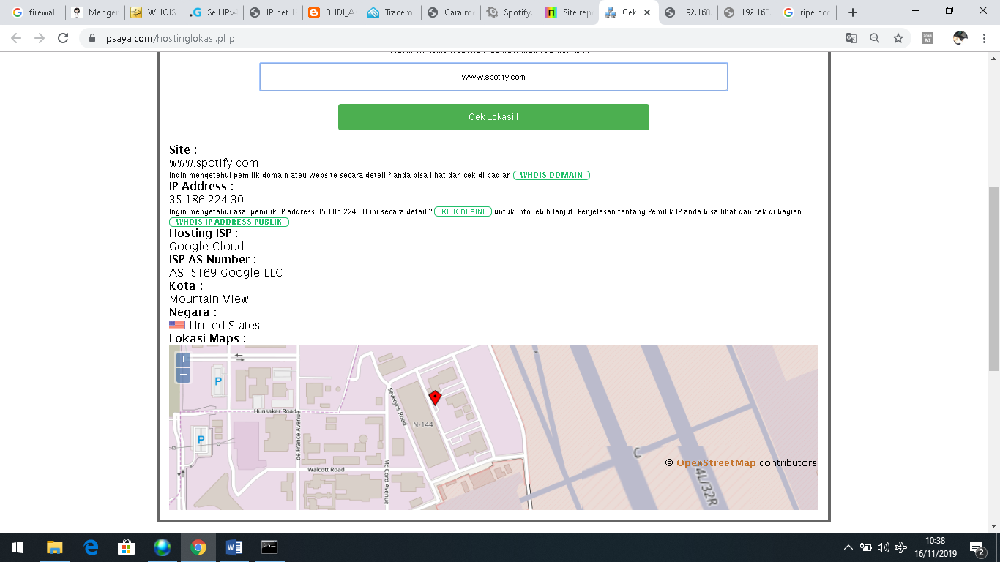 firewall
Menger
WHOIS
Sell IPv4
IP net 1
BUDI_A
Tracerou
Cara me
Spotify.
Site repo
Cek
192.168.
192.168.
ripe ncc
ipsaya.com/hostinglokasi.php
www.spotify.com
Cek Lokasi !
Site :
www.spotify.com
Ingin mengetahui pemilik domain atau website secara detail ? anda bisa lihat dan cek di bagian WHOIS DOMAIN
IP Address :
35.186.224.30
Ingin mengetahui asal pemilik IP address 35.186.224.30 ini secara detail ? KLIK DI SINI untuk info lebih lanjut. Penjelasan tentang Pemilik IP anda bisa lihat dan cek di bagian
WHOIS IP ADDRESS PUBLIK
Hosting ISP :
Google Cloud
ISP AS Number :
AS15169 Google LLC
Kota :
Mountain View
Negara :
United States
Lokasi Maps :
+
−
P
Hunsaker Road
de France Avenue
Severyns Road
N-144
P
Walcott Road
Mc Cord Avenue
C
4L/32R
© OpenStreetMap contributors
10:38
16/11/2019
2